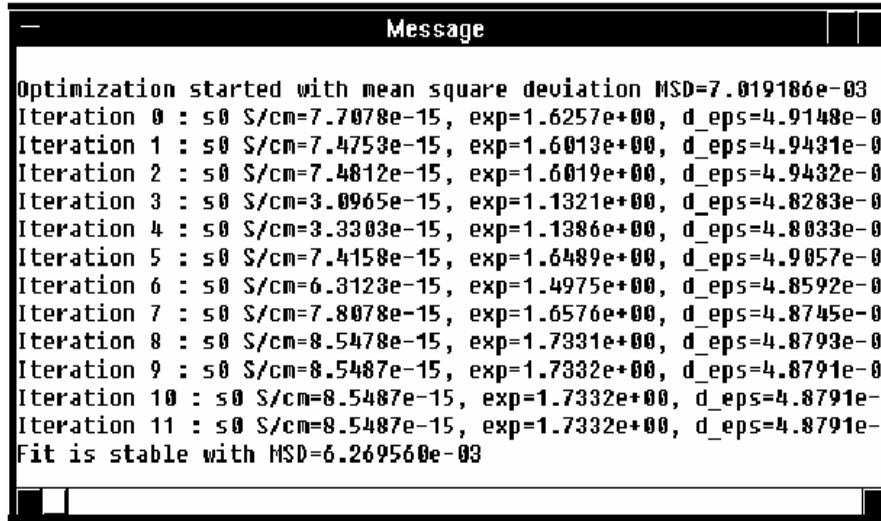 Message
Optimization started with mean square deviation MSD=7.019186e-03
Iteration 0 : s0 S/cm=7.7078e-15, exp=1.6257e+00, d_eps=4.9148e-0
Iteration 1 : s0 S/cm=7.4753e-15, exp=1.6013e+00, d_eps=4.9431e-0
Iteration 2 : s0 S/cm=7.4812e-15, exp=1.6019e+00, d_eps=4.9432e-0
Iteration 3 : s0 S/cm=3.0965e-15, exp=1.1321e+00, d_eps=4.8283e-0
Iteration 4 : s0 S/cm=3.3303e-15, exp=1.1386e+00, d_eps=4.8033e-0
Iteration 5 : s0 S/cm=7.4158e-15, exp=1.6489e+00, d_eps=4.9057e-0
Iteration 6 : s0 S/cm=6.3123e-15, exp=1.4975e+00, d_eps=4.8592e-0
Iteration 7 : s0 S/cm=7.8078e-15, exp=1.6576e+00, d_eps=4.8745e-0
Iteration 8 : s0 S/cm=8.5478e-15, exp=1.7331e+00, d_eps=4.8793e-0
Iteration 9 : s0 S/cm=8.5487e-15, exp=1.7332e+00, d_eps=4.8791e-0
Iteration 10 : s0 S/cm=8.5487e-15, exp=1.7332e+00, d_eps=4.8791e-
Iteration 11 : s0 S/cm=8.5487e-15, exp=1.7332e+00, d_eps=4.8791e-
Fit is stable with MSD=6.269560e-03